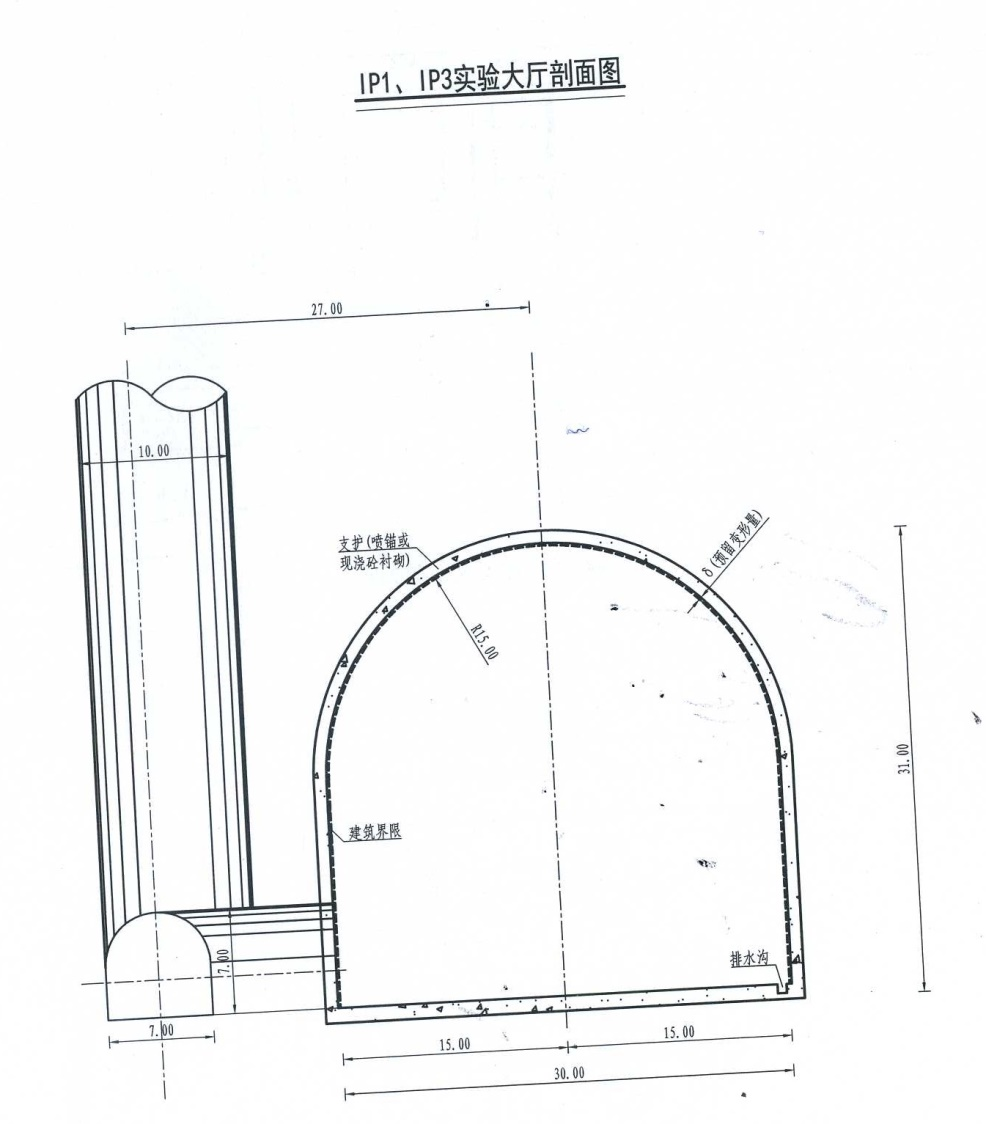 IP1、IP3实验大厅剖面图
27.00
10.00
支护(喷锚或
现浇砼衬砌)
δ(预留变形量)
R15.00
31.00
建筑界限
7.00
排水沟
7.00
15.00
15.00
30.00